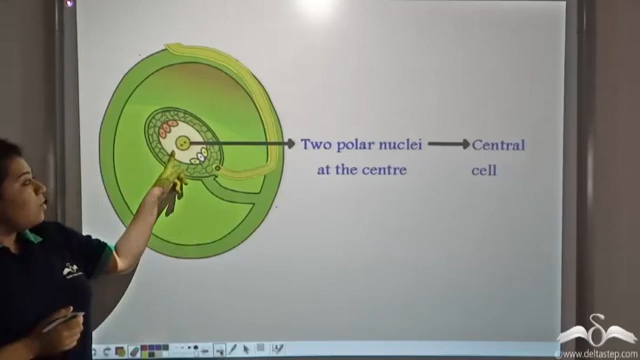 Two polar nuclei
at the centre
Central
cell
©www.deltastep.com